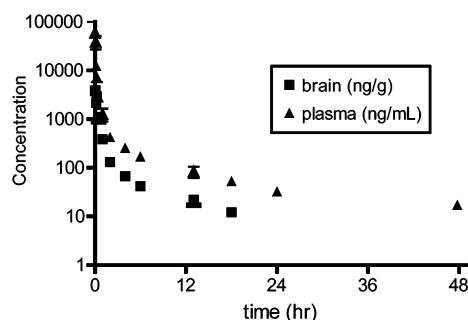 100000
10000
1000
100
10
1
Concentration
brain (ng/g)
plasma (ng/mL)
0 12 24 36 48
time (hr)